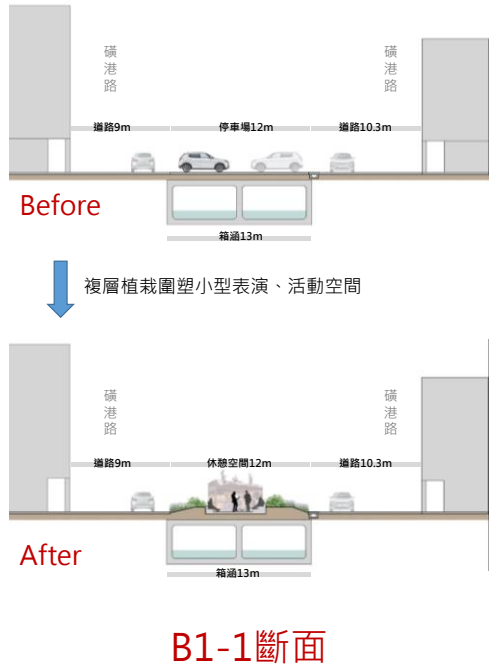 磺港路
磺港路
道路9m
停車場12m
道路10.3m
Before
箱涵13m
複層植栽圍塑小型表演、活動空間
磺港路
磺港路
道路9m
休憩空間12m
道路10.3m
After
箱涵13m
B1-1斷面